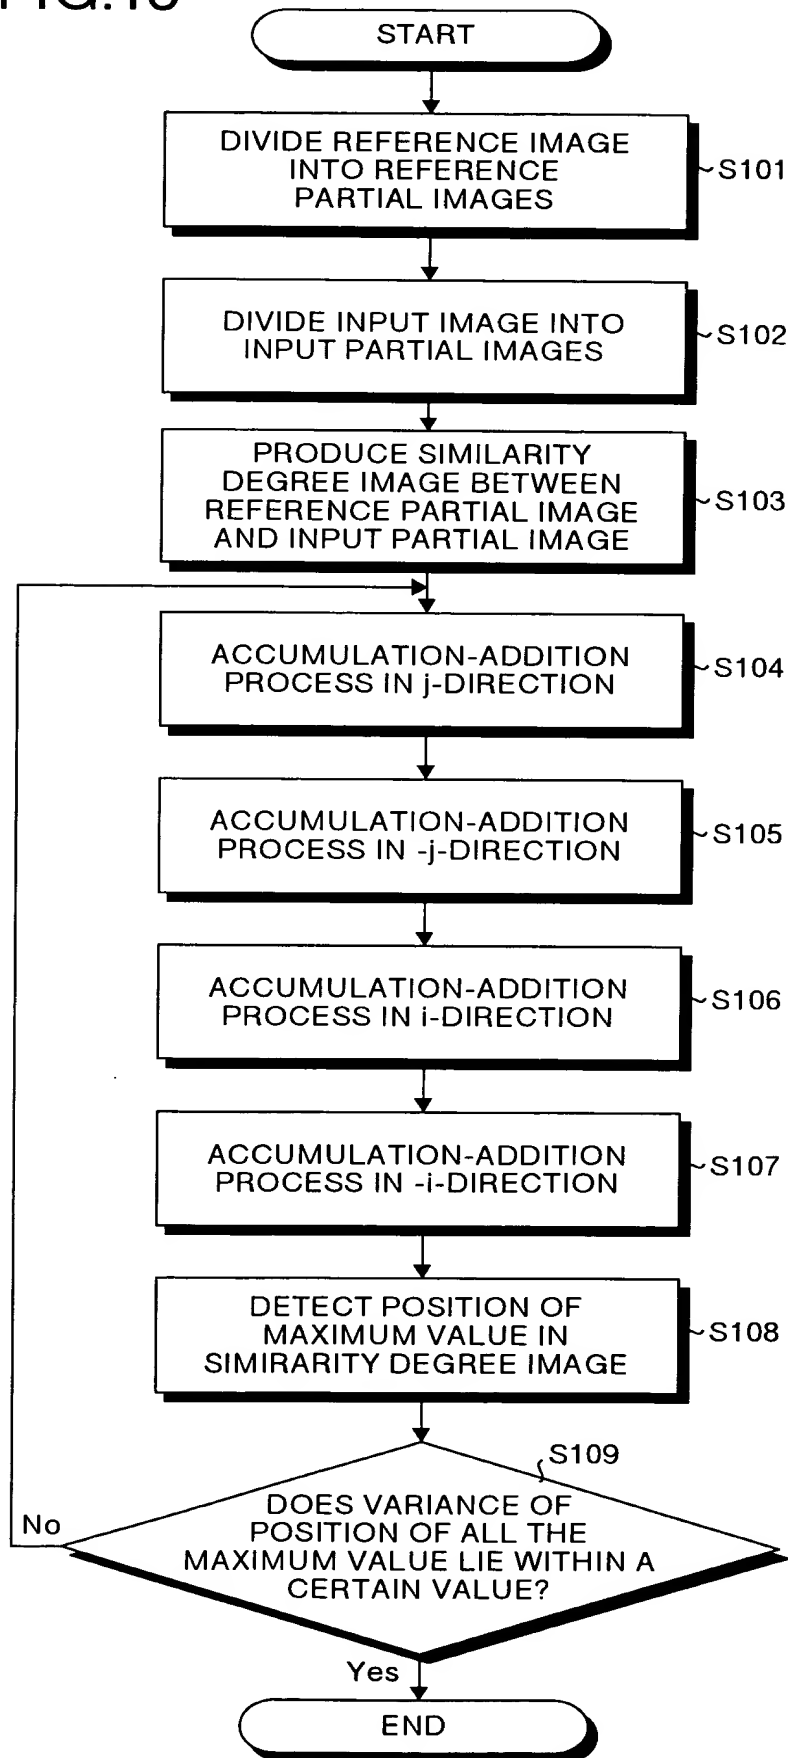 START
DIVIDE REFERENCE IMAGE
INTO REFERENCE
PARTIAL IMAGES
S101
DIVIDE INPUT IMAGE INTO
INPUT PARTIAL IMAGES
S102
PRODUCE SIMILARITY
DEGREE IMAGE BETWEEN
REFERENCE PARTIAL IMAGE
AND INPUT PARTIAL IMAGE
S103
ACCUMULATION-ADDITION
PROCESS IN j-DIRECTION
S104
ACCUMULATION-ADDITION
PROCESS IN -j-DIRECTION
S105
ACCUMULATION-ADDITION
PROCESS IN i-DIRECTION
S106
ACCUMULATION-ADDITION
PROCESS IN -i-DIRECTION
S107
DETECT POSITION OF
MAXIMUM VALUE IN
SIMIRARITY DEGREE IMAGE
S108
S109
DOES VARIANCE OF
POSITION OF ALL THE
MAXIMUM VALUE LIE WITHIN A
CERTAIN VALUE?
No
Yes
END